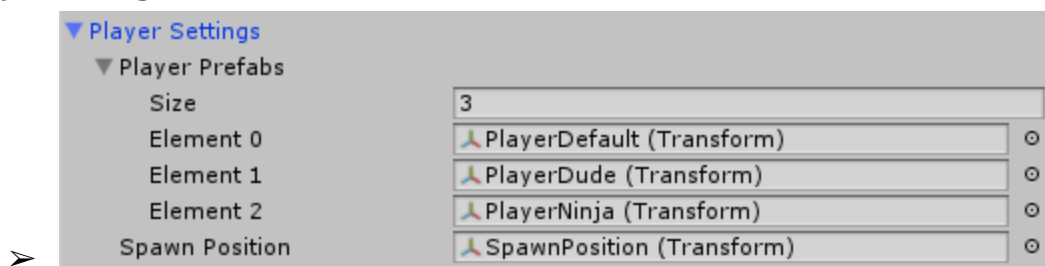 Player Settings
Player Prefabs
Size 3
Element 0 PlayerDefault (Transform)
Element 1 PlayerDude (Transform)
Element 2 PlayerNinja (Transform)
Spawn Position SpawnPosition (Transform)